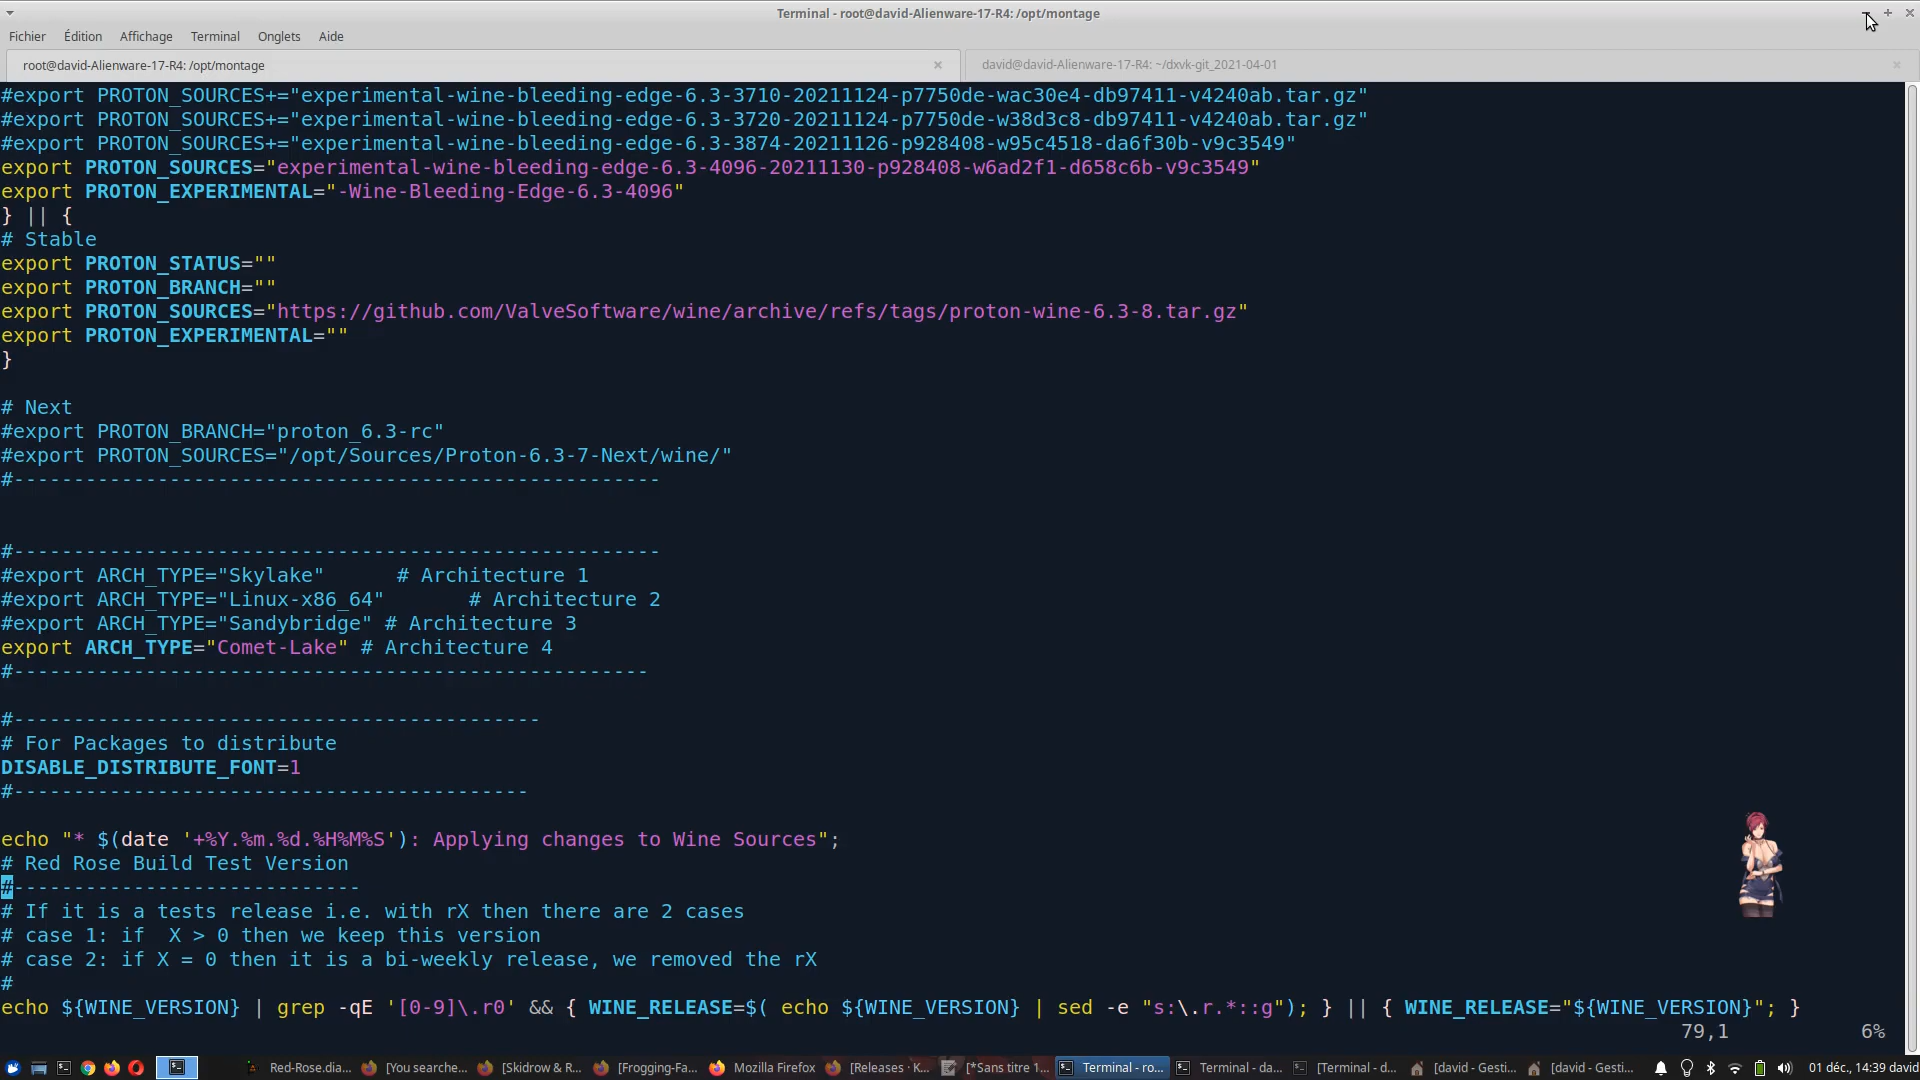 Terminal - root@david-Alienware-17-R4: /opt/montage
Fichier Édition Affichage Terminal Onglets Aide
root@david-Alienware-17-R4: /opt/montage
david@david-Alienware-17-R4: ~/dxvk-git_2021-04-01
#export PROTON_SOURCES+="experimental-wine-bleeding-edge-6.3-3710-20211124-p7750de-wac30e4-db97411-v4240ab.tar.gz"
#export PROTON_SOURCES+="experimental-wine-bleeding-edge-6.3-3720-20211124-p7750de-w38d3c8-db97411-v4240ab.tar.gz"
#export PROTON_SOURCES+="experimental-wine-bleeding-edge-6.3-3874-20211126-p928408-w95c4518-da6f30b-v9c3549"
export PROTON_SOURCES="experimental-wine-bleeding-edge-6.3-4096-20211130-p928408-w6ad2f1-d658c6b-v9c3549"
export PROTON_EXPERIMENTAL="-Wine-Bleeding-Edge-6.3-4096"
} || {
# Stable
export PROTON_STATUS=""
export PROTON_BRANCH=""
export PROTON_SOURCES="https://github.com/ValveSoftware/wine/archive/refs/tags/proton-wine-6.3-8.tar.gz"
export PROTON_EXPERIMENTAL=""
}
# Next
#export PROTON_BRANCH="proton_6.3-rc"
#export PROTON_SOURCES="/opt/Sources/Proton-6.3-7-Next/wine/"
#------------------------------------------------------
#------------------------------------------------------
#export ARCH_TYPE="Skylake"      # Architecture 1
#export ARCH_TYPE="Linux-x86_64"       # Architecture 2
#export ARCH_TYPE="Sandybridge" # Architecture 3
export ARCH_TYPE="Comet-Lake" # Architecture 4
#-----------------------------------------------------
#--------------------------------------------
# For Packages to distribute
DISABLE_DISTRIBUTE_FONT=1
#-------------------------------------------
echo "* $(date '+%Y.%m.%d.%H%M%S'): Applying changes to Wine Sources";
# Red Rose Build Test Version
#-----------------------------
# If it is a tests release i.e. with rX then there are 2 cases
# case 1: if  X > 0 then we keep this version
# case 2: if X = 0 then it is a bi-weekly release, we removed the rX
#
echo ${WINE_VERSION} | grep -qE '[0-9]\.r0' && { WINE_RELEASE=$( echo ${WINE_VERSION} | sed -e "s:\.r.*::g"); } || { WINE_RELEASE="${WINE_VERSION}"; }
79,1 6%
Red-Rose.dia... [You searche... [Skidrow & R... [Frogging-Fa... Mozilla Firefox [Releases · K... [*Sans titre 1... Terminal - ro... Terminal - da... [Terminal - d... [david - Gesti... [david - Gesti... 01 déc., 14:39 david